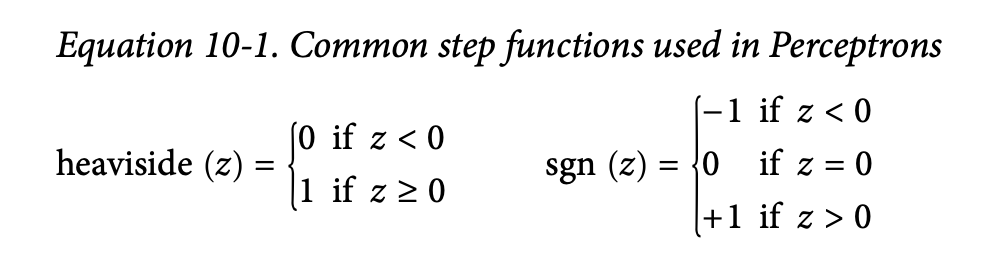 Equation 10-1. Common step functions used in Perceptrons
heaviside (z) = {0 if z < 0
1 if z ≥ 0
sgn (z) = {−1 if z < 0
0 if z = 0
+1 if z > 0